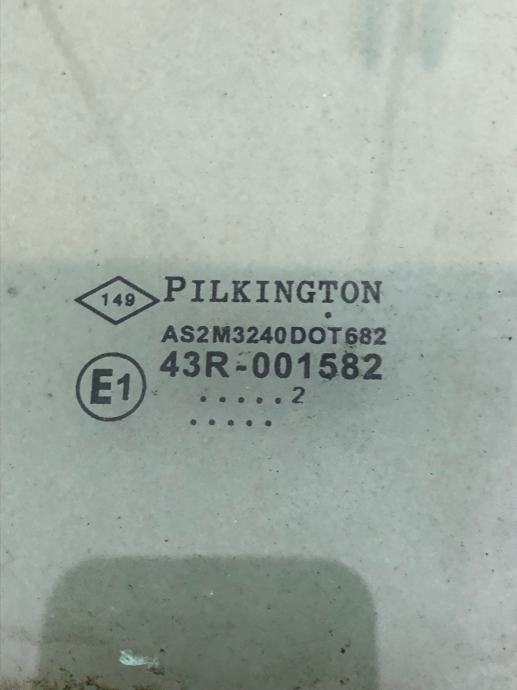 149 PILKINGTON
AS2M3240DOT682
43R-001582
E1
.....2
.....